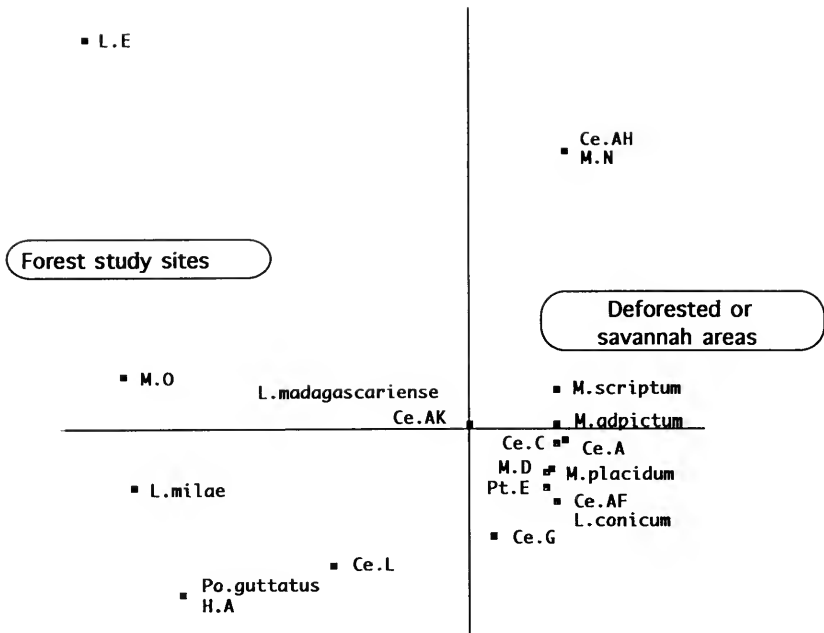 L.E
Ce.AH
M.N
Forest study sites
Deformested or
savannah areas
M.O
M.scriptum
L.madagascariense
Ce.AK
M.adpictum
Ce.C
Ce.A
M.D
M.placidum
Pt.E
L.milae
Ce.AF
L.conicum
Ce.G
Ce.L
Po.guttatus
H.A